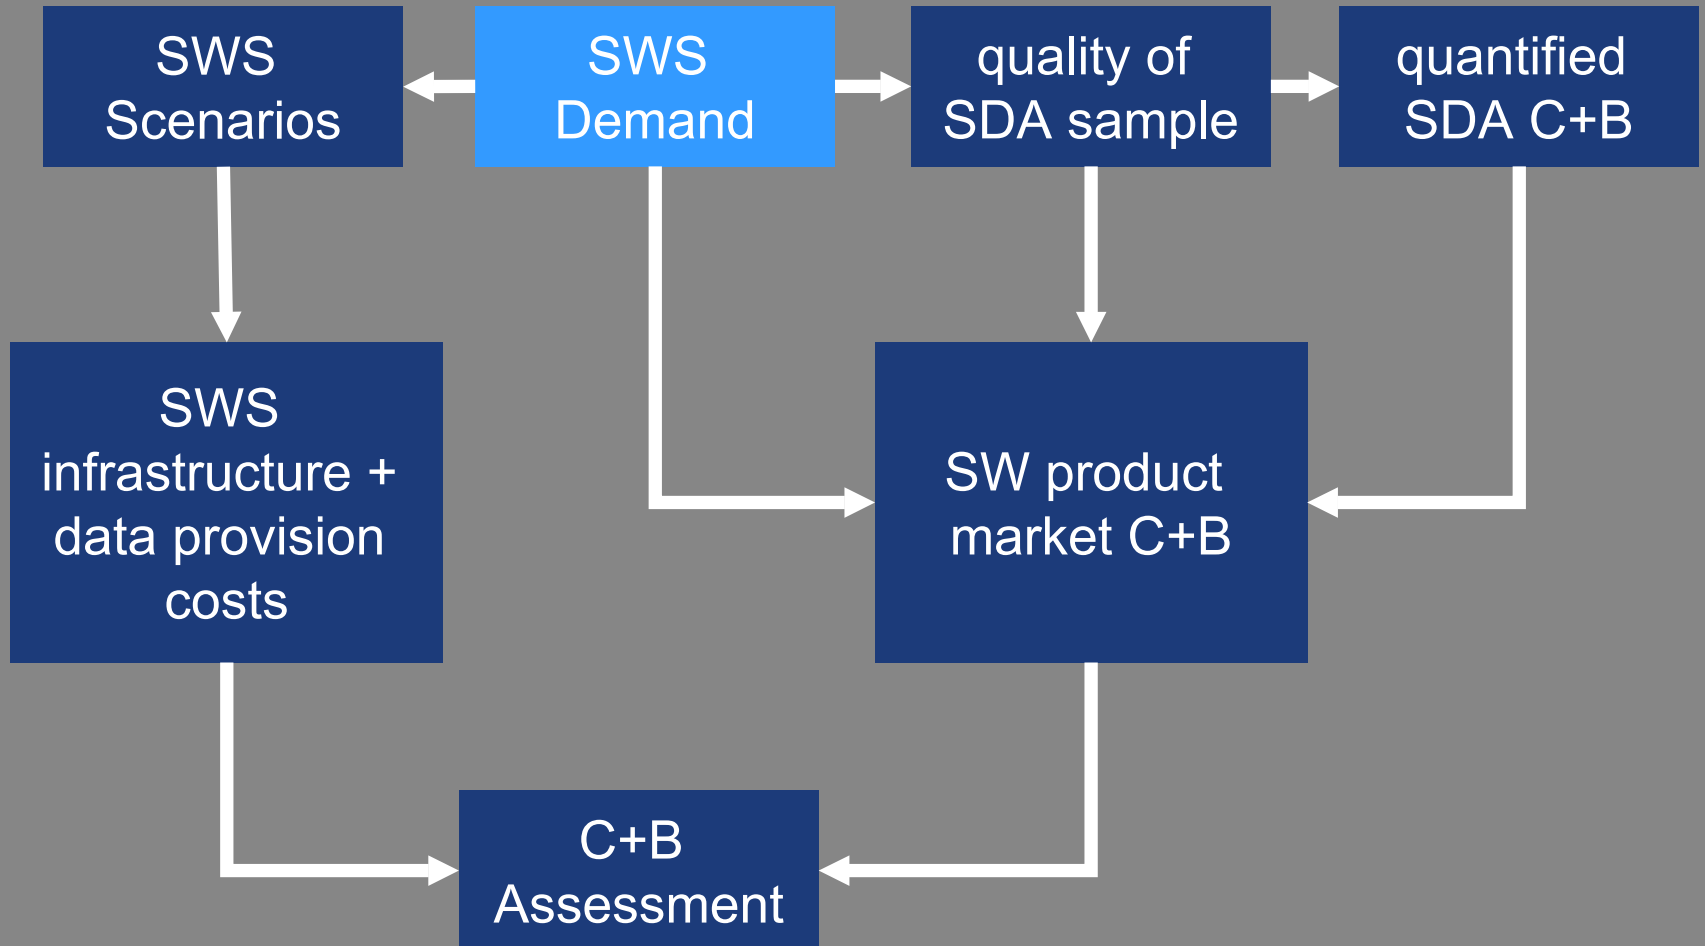 SWS
Scenarios
SWS
Demand
quality of
SDA sample
quantified
SDA C+B
SWS
infrastructure +
data provision
costs
SW product
market C+B
C+B
Assessment